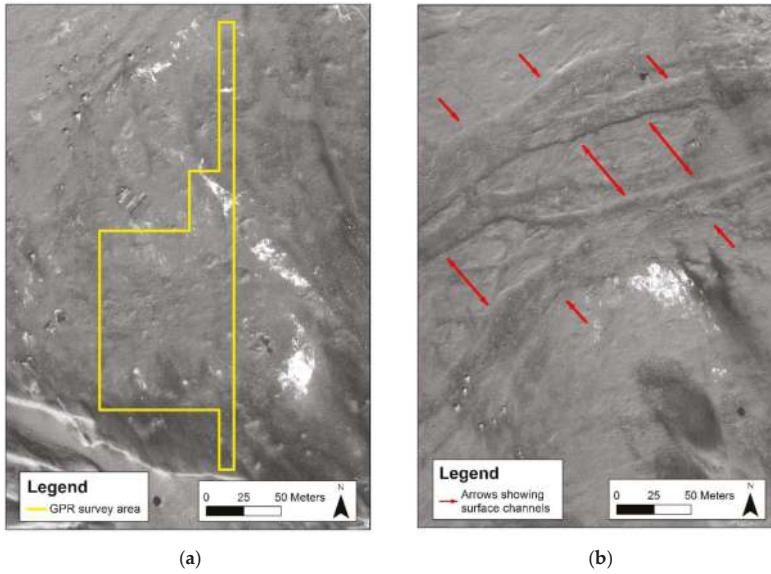 Legend
GPR survey area
0 25 50 Meters
N
Legend
Arrows showing
surface channels
0 25 50 Meters
N
(a)
(b)